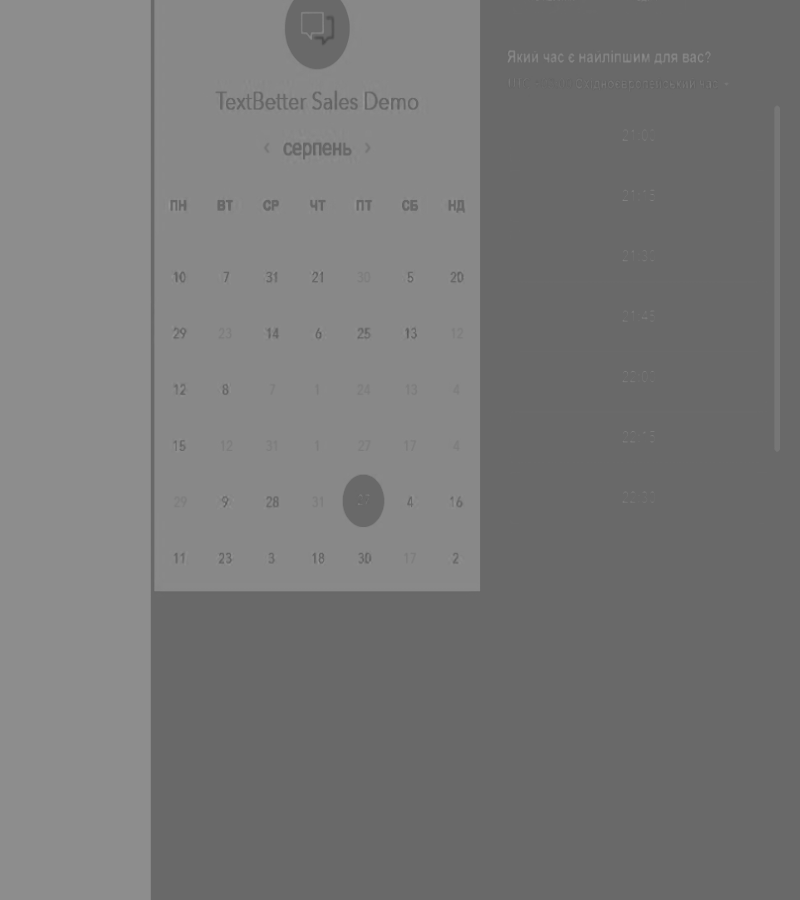 TextBetter Sales Demo
‹ серпень ›
ПН ВТ СР ЧТ ПТ СБ НД
10 7 31 21 30 5 20
29 23 14 6 25 13 12
12 8 7 1 24 13 4
15 12 31 1 27 17 4
29 9 28 31 4 16
11 23 3 18 30 17 2
Який час є найліпшим для вас?
Східноєвропейський час
21:00
21:15
21:30
21:45
22:00
22:15
22:30